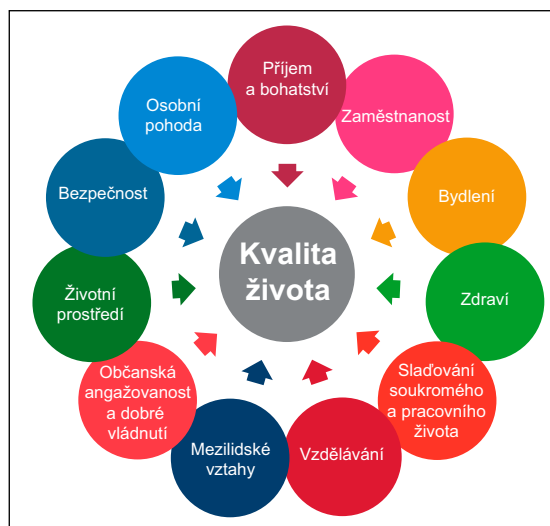 Příjem
a bohatství
Zaměstnanost
Bydlení
Zdraví
Slaďování
soukromého
a pracovního
života
Vzdělávání
Mezilidské
vztahy
Občanská
angažovanost
a dobré
vládnutí
Životní
prostředí
Bezpečnost
Osobní
pohoda
Kvalita
života